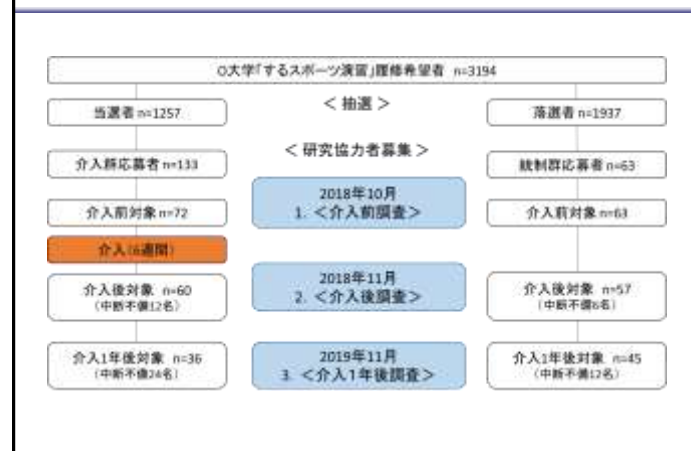 O大学「するスポーツ演習」履修希望者 n=3194
当選者 n=1257
＜ 抽選 ＞
落選者 n=1937
＜ 研究協力者募集 ＞
介入群応募者 n=133
統制群応募者 n=63
2018年10月
1. ＜介入前調査＞
介入前対象 n=72
介入前対象 n=63
介入（6週間）
2018年11月
2. ＜介入後調査＞
介入後対象 n=60
（中断不備12名）
介入後対象 n=57
（中断不備6名）
2019年11月
3. ＜介入1年後調査＞
介入1年後対象 n=36
（中断不備24名）
介入1年後対象 n=45
（中断不備12名）